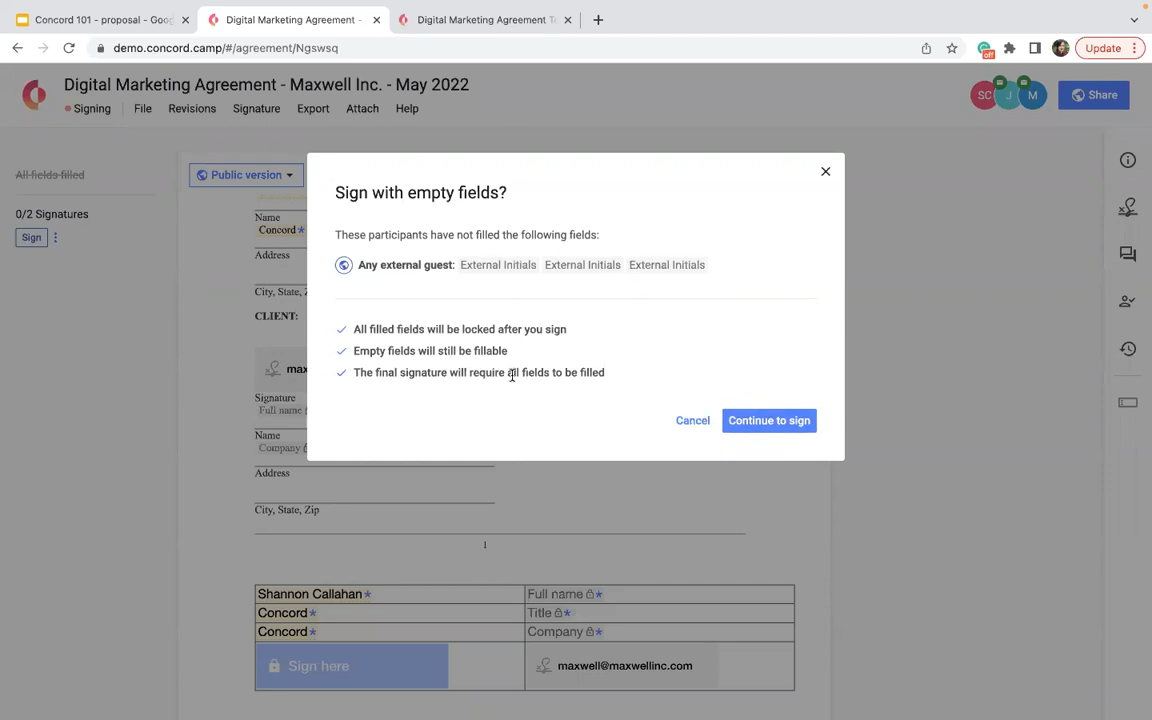 Concord 101 - proposal - Goog
Digital Marketing Agreement -
Digital Marketing Agreement Te
demo.concord.camp/#/agreement/Ngswsq
off
Update
Digital Marketing Agreement - Maxwell Inc. - May 2022
Signing File Revisions Signature Export Attach Help
SC J M
Share
All fields filled
Public version
0/2 Signatures
Sign
Name
Concord *
Address
City, State, Z
CLIENT:
max
Signature
Full name
Name
Company
Address
City, State, Zip
1
Sign with empty fields?
These participants have not filled the following fields:
Any external guest: External Initials External Initials External Initials
All filled fields will be locked after you sign
Empty fields will still be fillable
The final signature will require all fields to be filled
Cancel Continue to sign
Shannon Callahan * Full name *
Concord * Title *
Concord * Company *
Sign here maxwell@maxwellinc.com